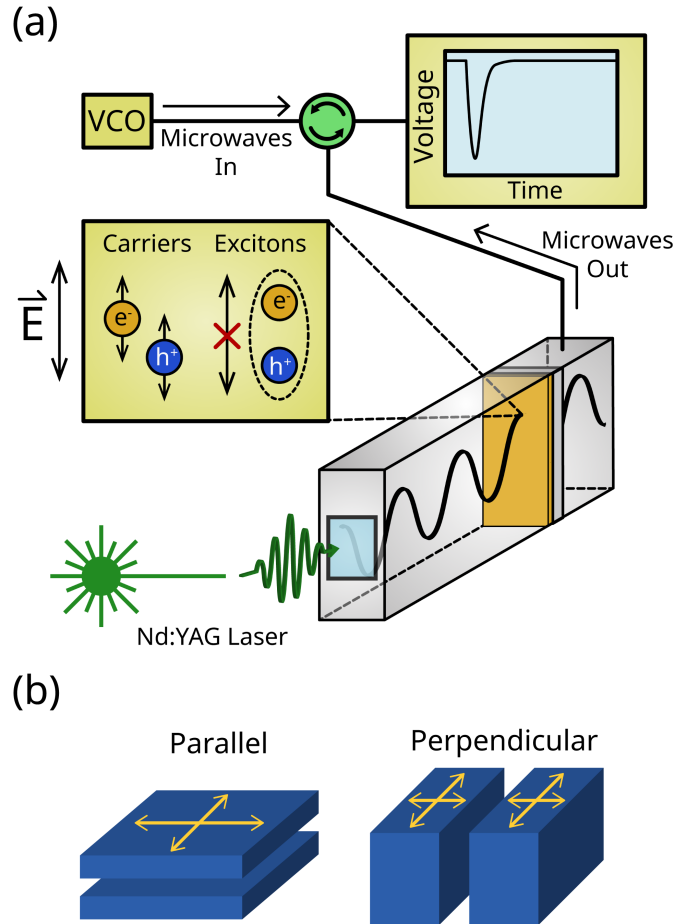 (a)
VCO
Microwaves
In
Voltage
Time
Microwaves
Out
Carriers
Excitons
E
e-
h+
e-
h+
Nd:YAG Laser
(b)
Parallel
Perpendicular